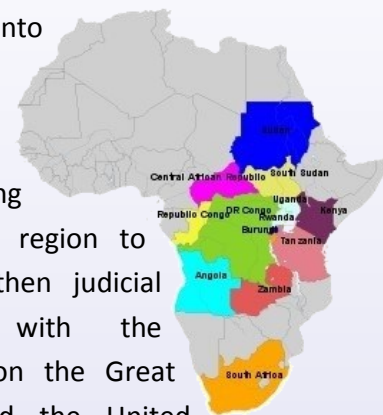 nto
Sudan
Central African Republic South Sudan
Uganda
ng
Republic Congo DR Congo Kenya
Rwanda
Burundi
region to
Tanzania
then judicial
Angola
Zambia
with the
on the Great
South Africa
d the United